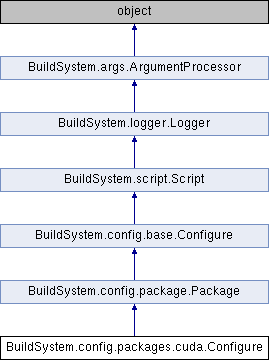 object
BuildSystem.args.ArgumentProcessor
BuildSystem.logger.Logger
BuildSystem.script.Script
BuildSystem.config.base.Configure
BuildSystem.config.package.Package
BuildSystem.config.packages.cuda.Configure